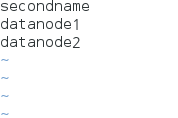 secondname
datanode1
datanode2
~
~
~
~